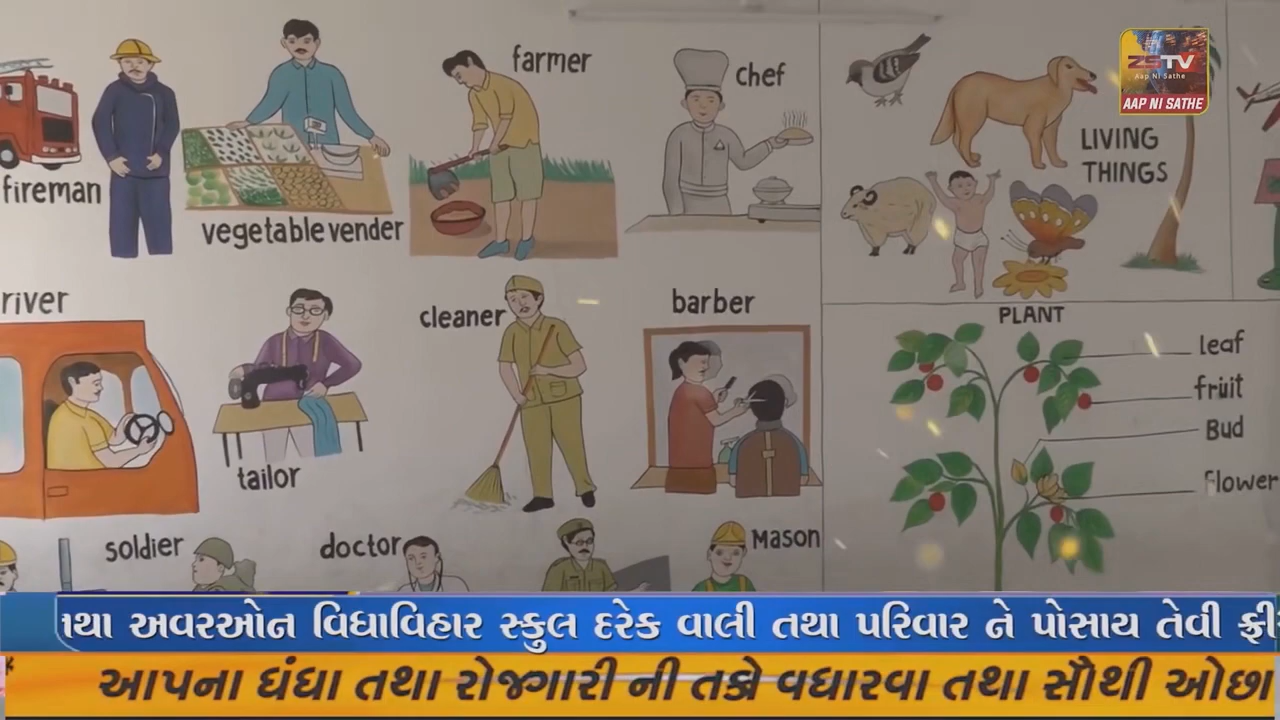 ZSTV
Aap Ni Sathe
AAP NI SATHE
farmer
chef
LIVING
THINGS
fireman
vegetable vender
river
cleaner
barber
PLANT
leaf
fruit
Bud
Flower
tailor
soldier
doctor
MASON
તથા અવરઓન વિધાવિહાર સ્કુલ દરેક વાલી તથા પરિવાર ને પોસાય તેવી
આપના ધંધા તથા રોજગારી ની તકો વધારવા તથા સૌથી ઓછા